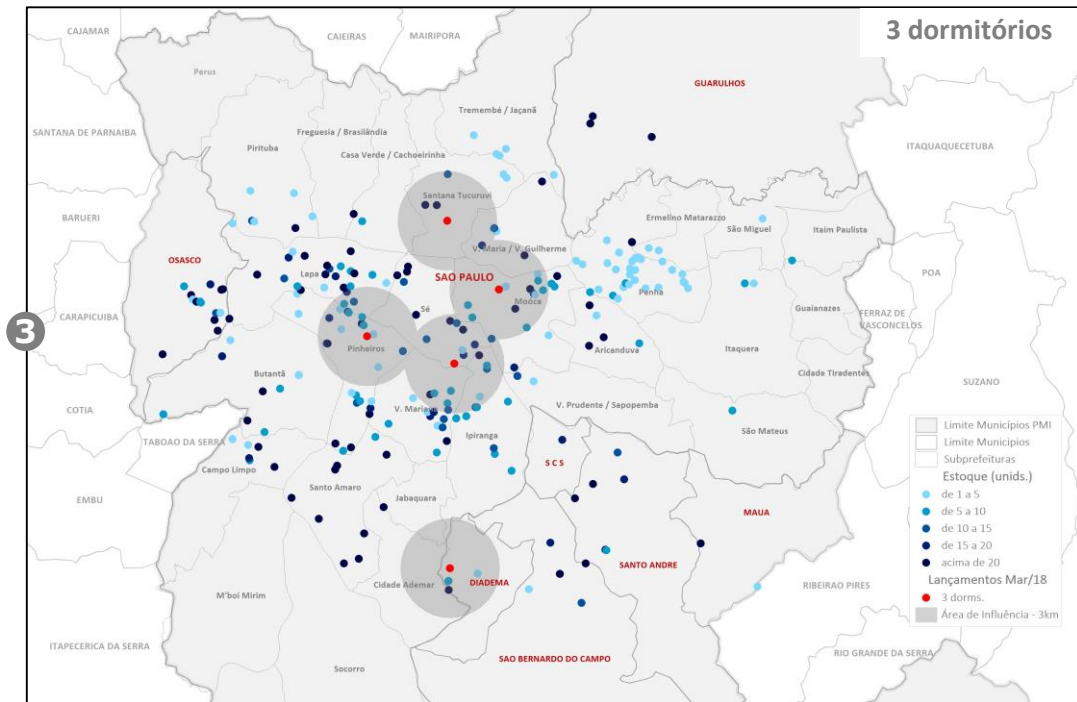 3 dormitórios
CAJAMAR
CAIEIRAS
MAIRIPORA
Perus
GUARULHOS
Tremembé / Jaçanã
SANTANA DE PARNAIBA
Freguesia / Brasilândia
Pirituba
Casa Verde / Cachoeirinha
ITAQUAQUECETUBA
Santana Tucuruvi
BARUERI
Ermelino Matarazzo
São Miguel
Itaim Paulista
V. Maria / V. Guilherme
OSASCO
Lapa
SAO PAULO
POA
Penha
Mooca
Sé
Guaianazes
CARAPICUIBA
FERRAZ DE
VASCONCELOS
3
Pinheiros
Aricanduva
Itaquera
Butantã
Cidade Tiradentes
SUZANO
COTIA
V. Mariana
V. Prudente / Sapopemba
São Mateus
TABOAO DA SERRA
Ipiranga
Campo Limpo
S C S
Santo Amaro
Jabaquara
EMBU
MAUA
Cidade Ademar
DIADEMA
SANTO ANDRE
RIBEIRAO PIRES
M'boi Mirim
ITAPECERICA DA SERRA
SAO BERNARDO DO CAMPO
RIO GRANDE DA SERRA
Socorro
Limite Municípios PMI
Limite Municipios
Subprefeituras
Estoque (unids.)
de 1 a 5
de 5 a 10
de 10 a 15
de 15 a 20
acima de 20
Lançamentos Mar/18
3 dorms.
Área de Influência - 3km